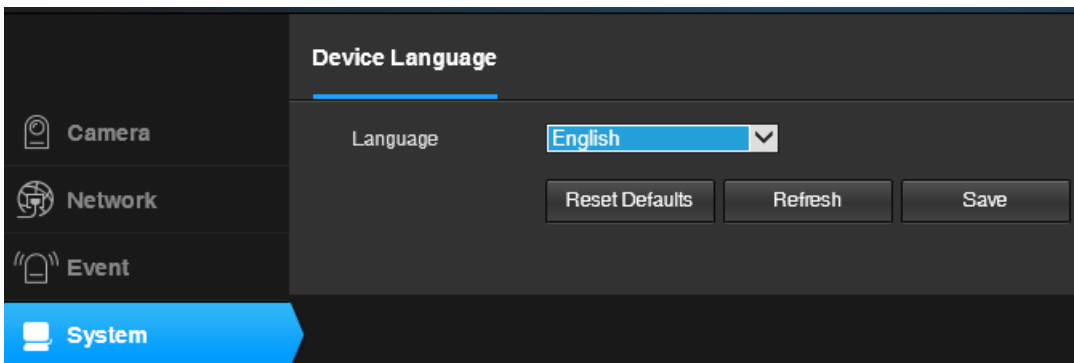 Device Language
Camera
Language English
Network
Reset Defaults Refresh Save
Event
System